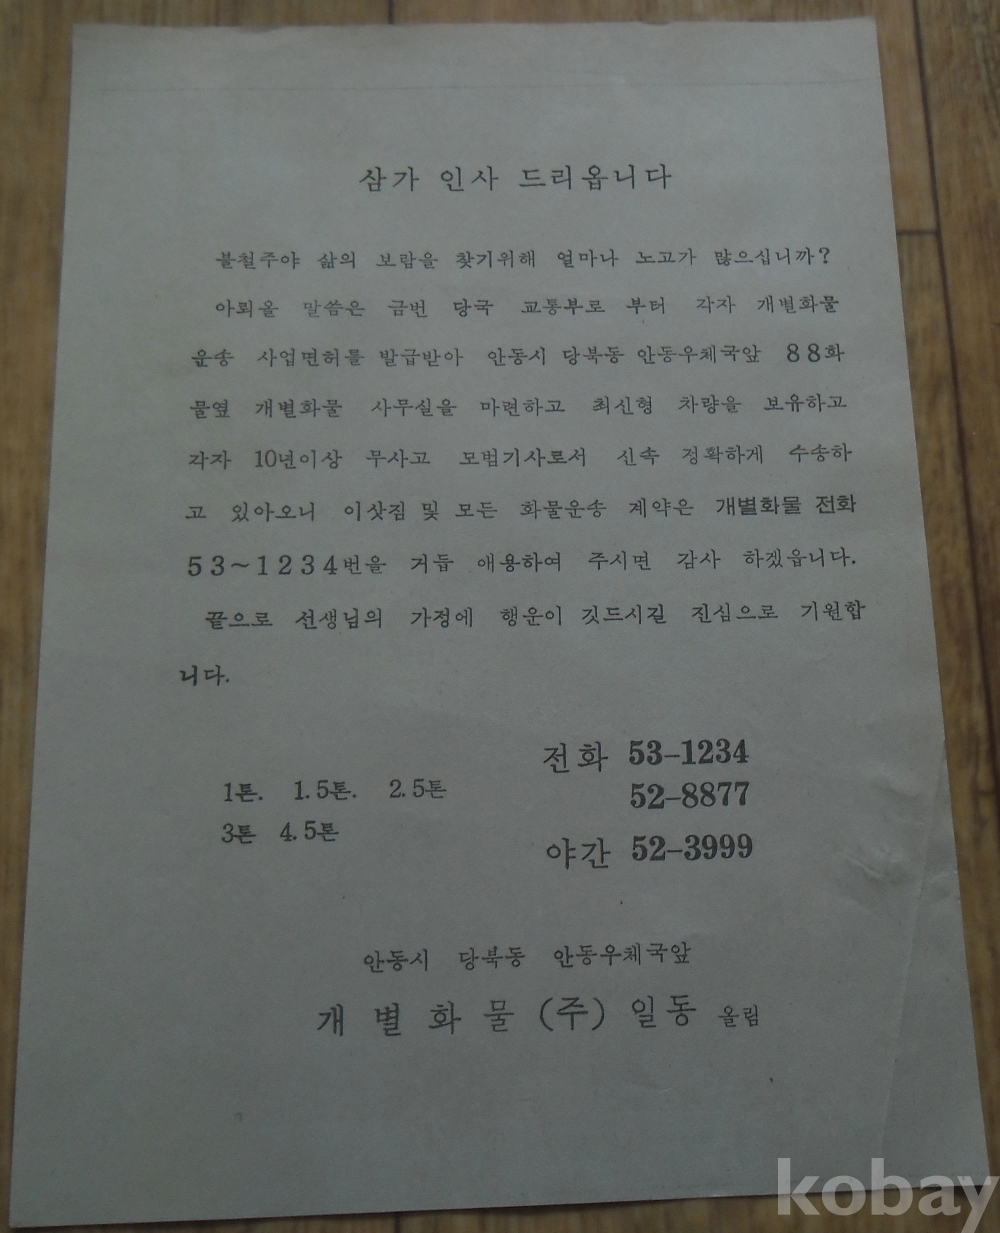 삼가 인사 드리옵니다
불철주야 삶의 보람을 찾기위해 얼마나 노고가 많으십니까?
아뢰올 말씀은 금번 당국 교통부로 부터 각자 개별화물
운송 사업면허를 발급받아 안동시 당북동 안동우체국앞 88화
물옆 개별화물 사무실을 마련하고 최신형 차량을 보유하고
각자 10년이상 무사고 모범기사로서 신속 정확하게 수송하
고 있아오니 이삿짐 및 모든 화물운송 계약은 개별화물 전화
53~1234번을 거듭 애용하여 주시면 감사 하겠읍니다.
끝으로 선생님의 가정에 행운이 깃드시길 진심으로 기원합
니다.
1톤. 1.5톤. 2.5톤
3톤 4.5톤
전화 53-1234
52-8877
야간 52-3999
안동시 당북동 안동우체국앞
개별화물(주)일동 올림
kobay